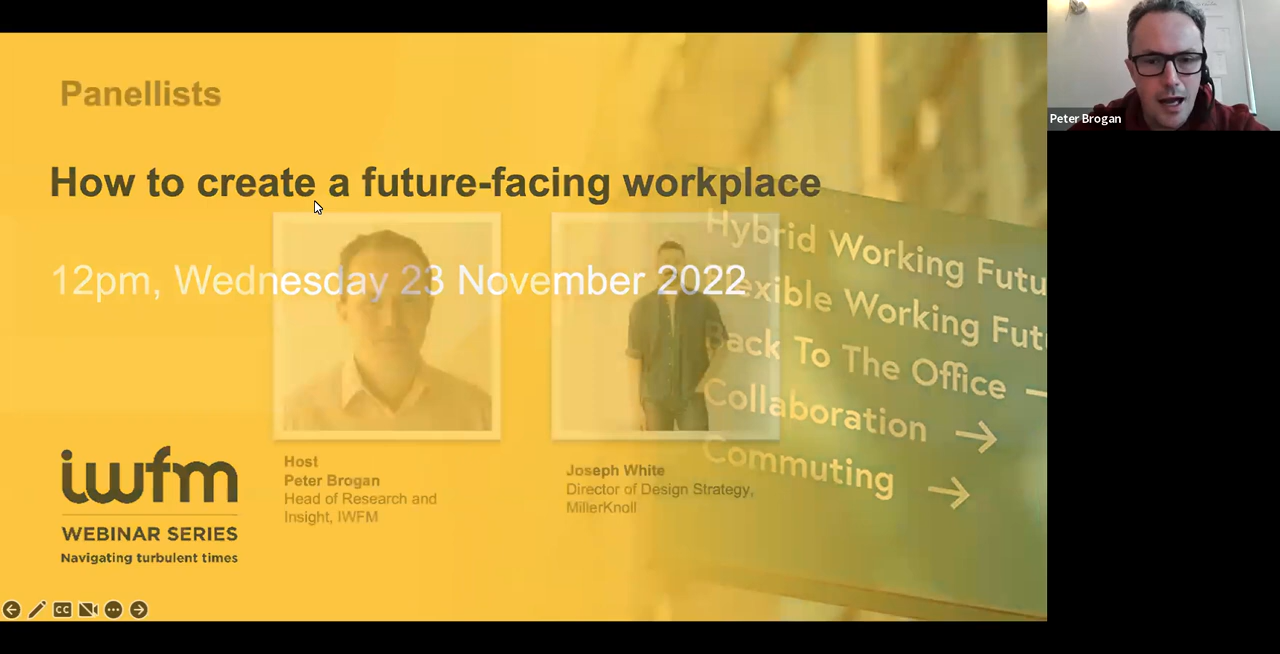 Panellists
How to create a future-facing workplace
12pm, Wednesday 23 November 2022
Hybrid Working Futu
exible Working Fut
Back To The Office
Collaboration →
Commuting →
Host
Peter Brogan
Head of Research and
Insight, IWFM
Joseph White
Director of Design Strategy,
MillerKnoll
iwfm
WEBINAR SERIES
Navigating turbulent times
CC
Peter Brogan